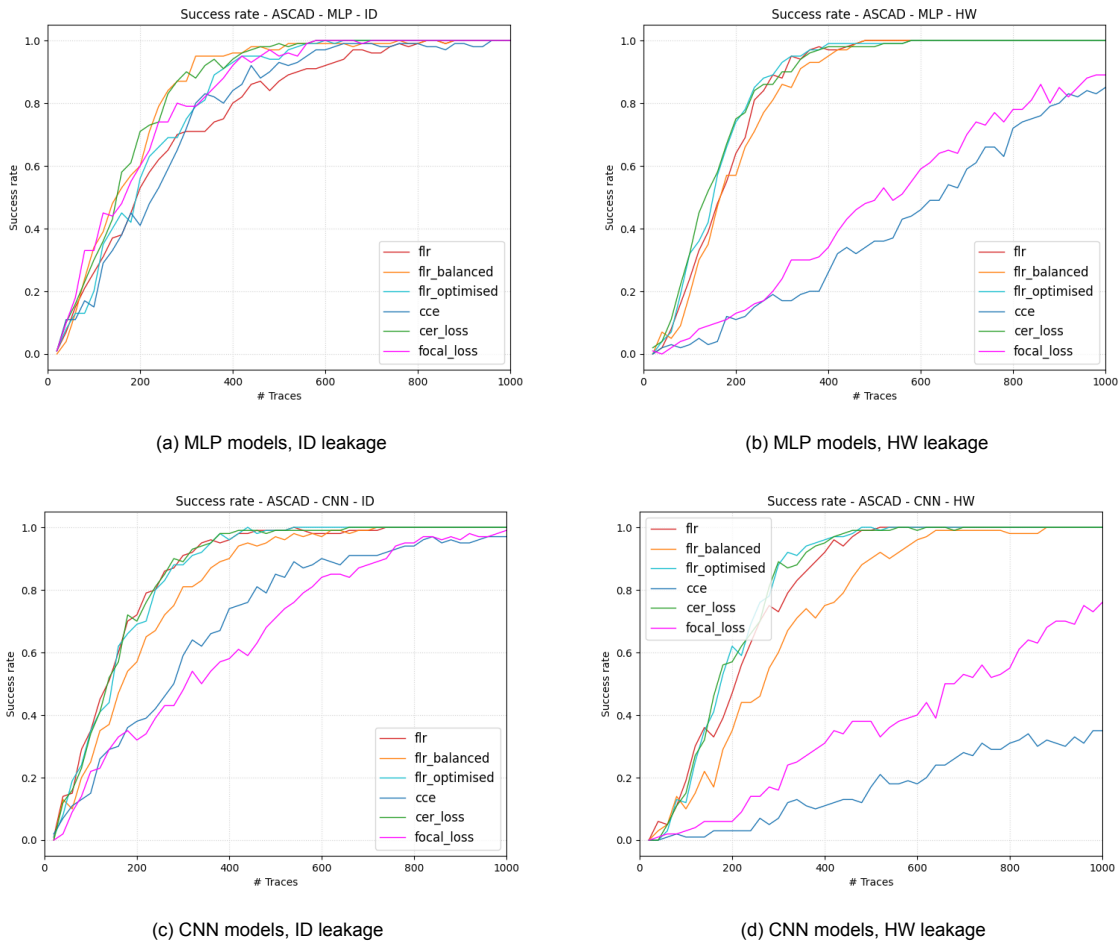 Success rate - ASCAD - MLP - ID
Success rate
1.0
0.8
0.6
0.4
0.2
0.0
flr
flr_balanced
flr_optimised
cce
cer_loss
focal_loss
0 200 400 600 800 1000
# Traces
(a) MLP models, ID leakage
Success rate - ASCAD - MLP - HW
Success rate
1.0
0.8
0.6
0.4
0.2
0.0
flr
flr_balanced
flr_optimised
cce
cer_loss
focal_loss
0 200 400 600 800 1000
# Traces
(b) MLP models, HW leakage
Success rate - ASCAD - CNN - ID
Success rate
1.0
0.8
0.6
0.4
0.2
0.0
flr
flr_balanced
flr_optimised
cce
cer_loss
focal_loss
0 200 400 600 800 1000
# Traces
(c) CNN models, ID leakage
Success rate - ASCAD - CNN - HW
Success rate
1.0
0.8
0.6
0.4
0.2
0.0
flr
flr_balanced
flr_optimised
cce
cer_loss
focal_loss
0 200 400 600 800 1000
# Traces
(d) CNN models, HW leakage